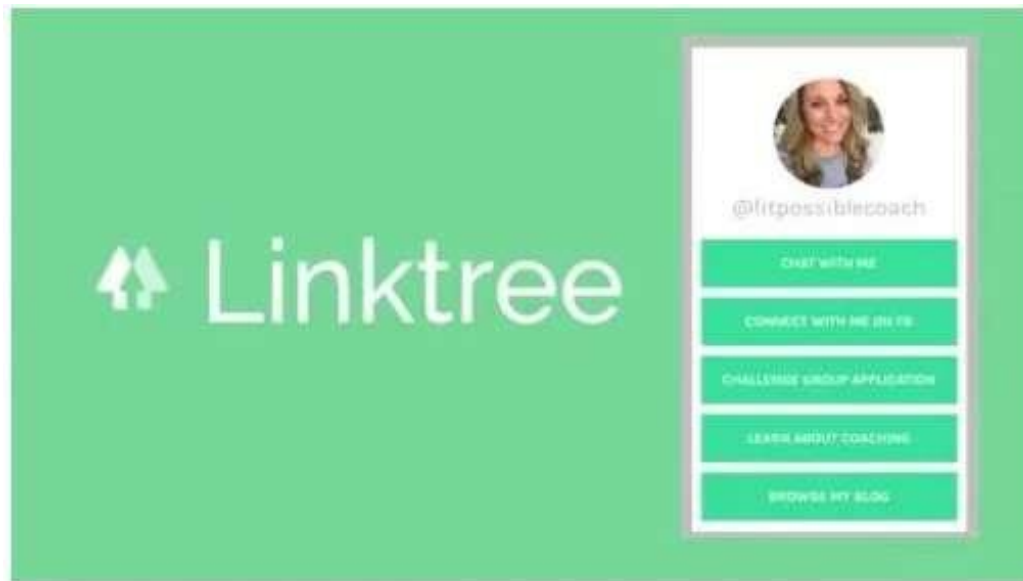 Linktree
@fitpossiblecoach
CHAT WITH ME
CONNECT WITH ME ON FB
CHALLENGE GROUP APPLICATION
LEARN ABOUT COACHING
BROWSE MY BLOG